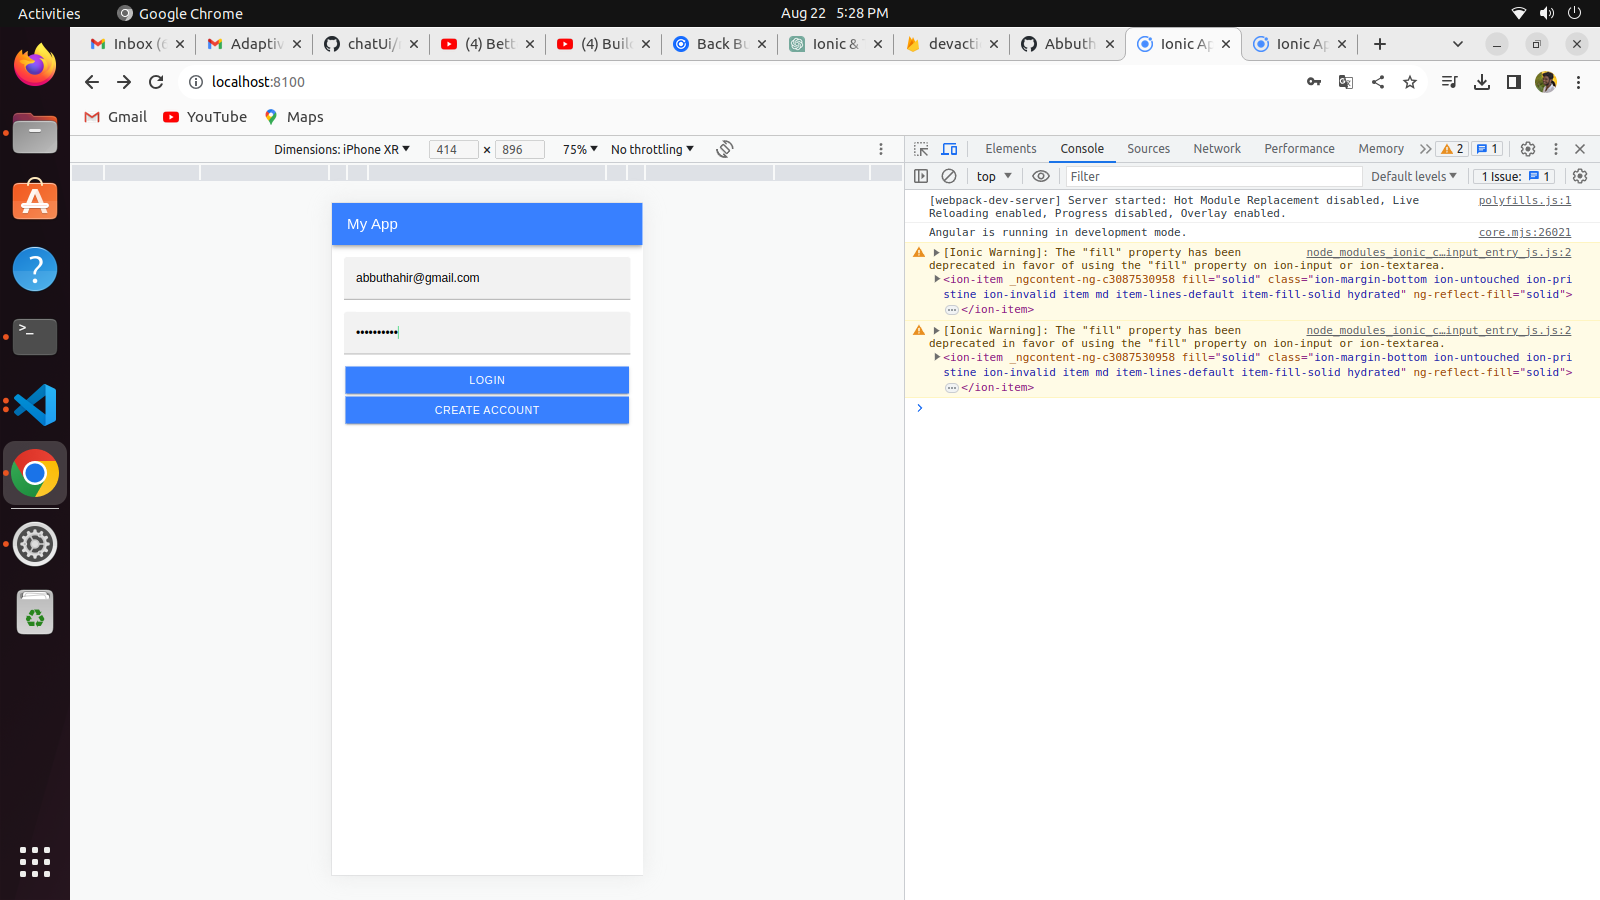 Activities
Google Chrome
Aug 22 5:28 PM
Inbox (6
Adaptiv
chatUi/
(4) Bett
(4) Buil
Back Bu
Ionic &
devacti
Abbuth
Ionic Ap
Ionic Ap
localhost:8100
Gmail
YouTube
Maps
Dimensions: iPhone XR
414 × 896
75%
No throttling
Elements
Console
Sources
Network
Performance
Memory
2
1
top
Filter
Default levels
1 Issue: 1
[webpack-dev-server] Server started: Hot Module Replacement disabled, Live polyfills.js:1
Reloading enabled, Progress disabled, Overlay enabled.
Angular is running in development mode. core.mjs:26021
[Ionic Warning]: The "fill" property has been node_modules_ionic_c…input_entry_js.js:2
deprecated in favor of using the "fill" property on ion-input or ion-textarea.
<ion-item _ngcontent-ng-c3087530958 fill="solid" class="ion-margin-bottom ion-untouched ion-pri
stine ion-invalid item md item-lines-default item-fill-solid hydrated" ng-reflect-fill="solid">
</ion-item>
[Ionic Warning]: The "fill" property has been node_modules_ionic_c…input_entry_js.js:2
deprecated in favor of using the "fill" property on ion-input or ion-textarea.
<ion-item _ngcontent-ng-c3087530958 fill="solid" class="ion-margin-bottom ion-untouched ion-pri
stine ion-invalid item md item-lines-default item-fill-solid hydrated" ng-reflect-fill="solid">
</ion-item>
My App
abbuthahir@gmail.com
••••••••••
LOGIN
CREATE ACCOUNT